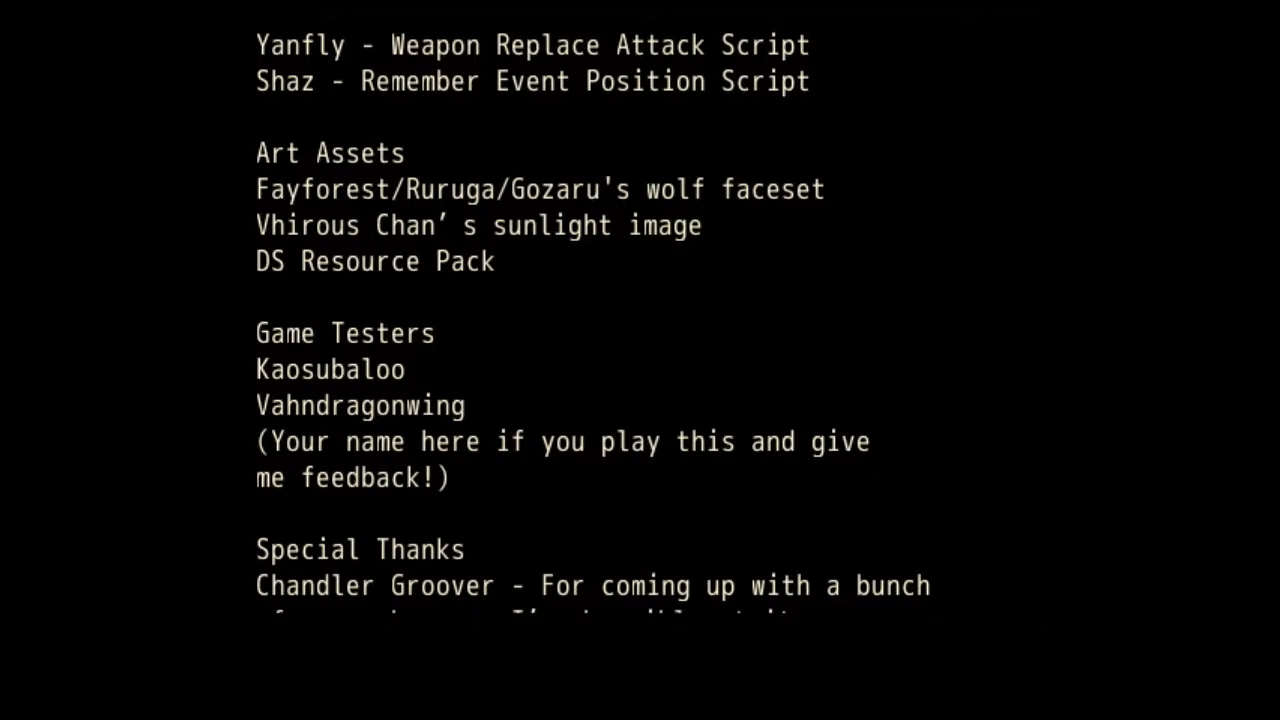 Yanfly - Weapon Replace Attack Script
Shaz - Remember Event Position Script
Art Assets
Fayforest/Ruruga/Gozaru's wolf faceset
Vhirous Chan’ s sunlight image
DS Resource Pack
Game Testers
Kaosubaloo
Vahndragonwing
(Your name here if you play this and give
me feedback!)
Special Thanks
Chandler Groover - For coming up with a bunch